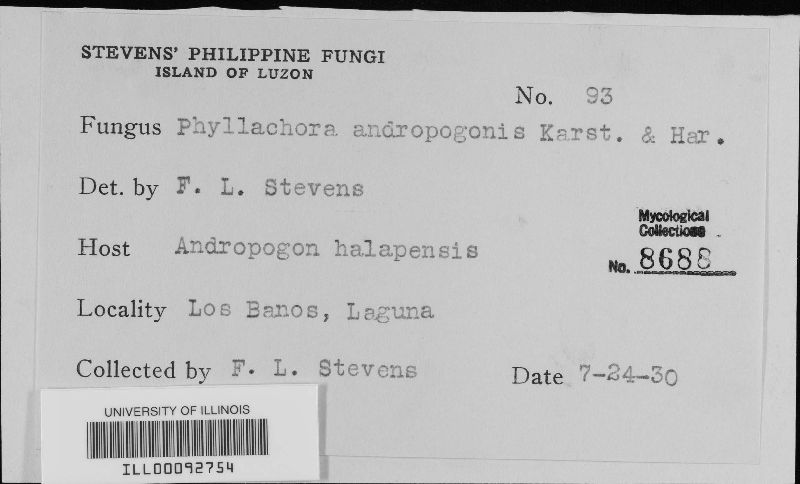 STEVENS' PHILIPPINE FUNGI
ISLAND OF LUZON
No. 93
Fungus Phyllachora andropogonis Karst. & Har.
Det. by F. L. Stevens
Mycological
Collections
Host Andropogon halapensis
No. 8688
Locality Los Banos, Laguna
Collected by F. L. Stevens Date 7-24-30
UNIVERSITY OF ILLINOIS
ILL00092754